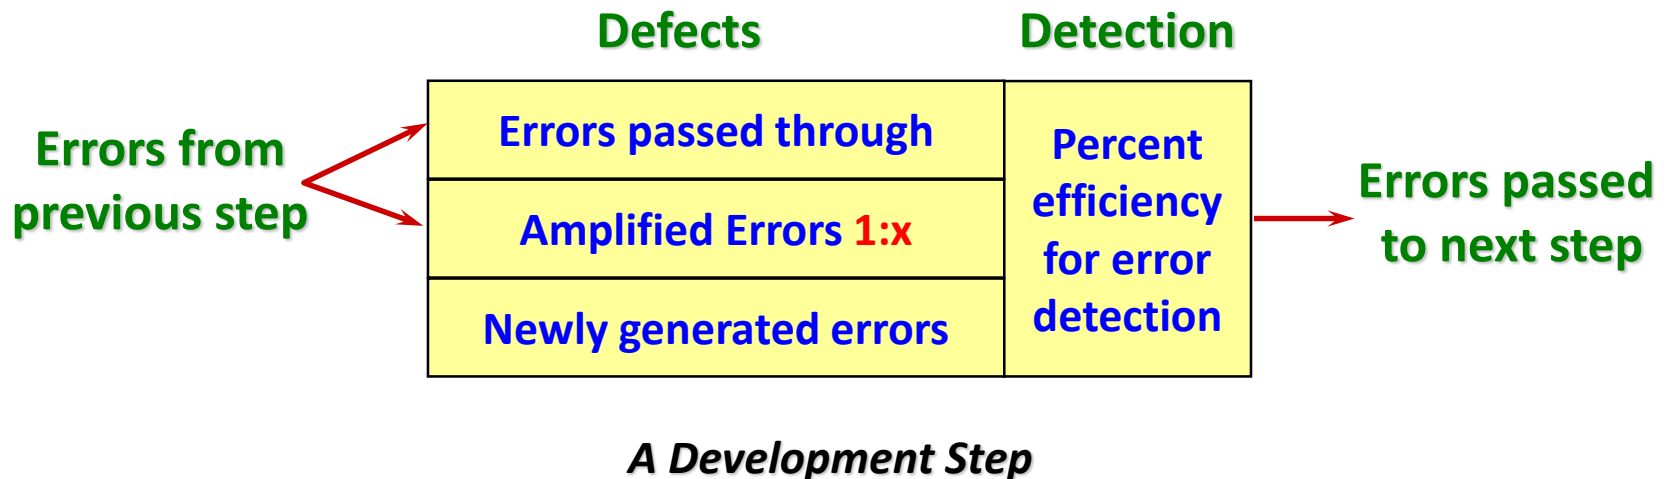 Defects
Detection
Errors from
previous step
Errors passed through
Amplified Errors 1:x
Newly generated errors
Percent
efficiency
for error
detection
Errors passed
to next step
A Development Step